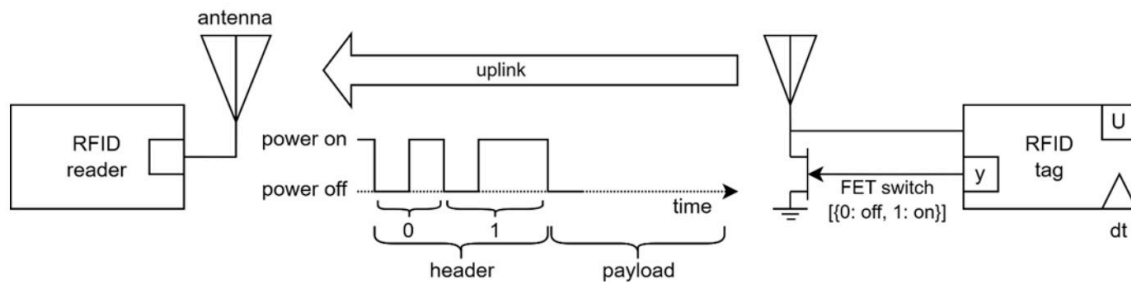 antenna
uplink
RFID
reader
power on
power off
time
0
1
header
payload
FET switch
[{{0: off, 1: on}}]
y
RFID
tag
U
dt